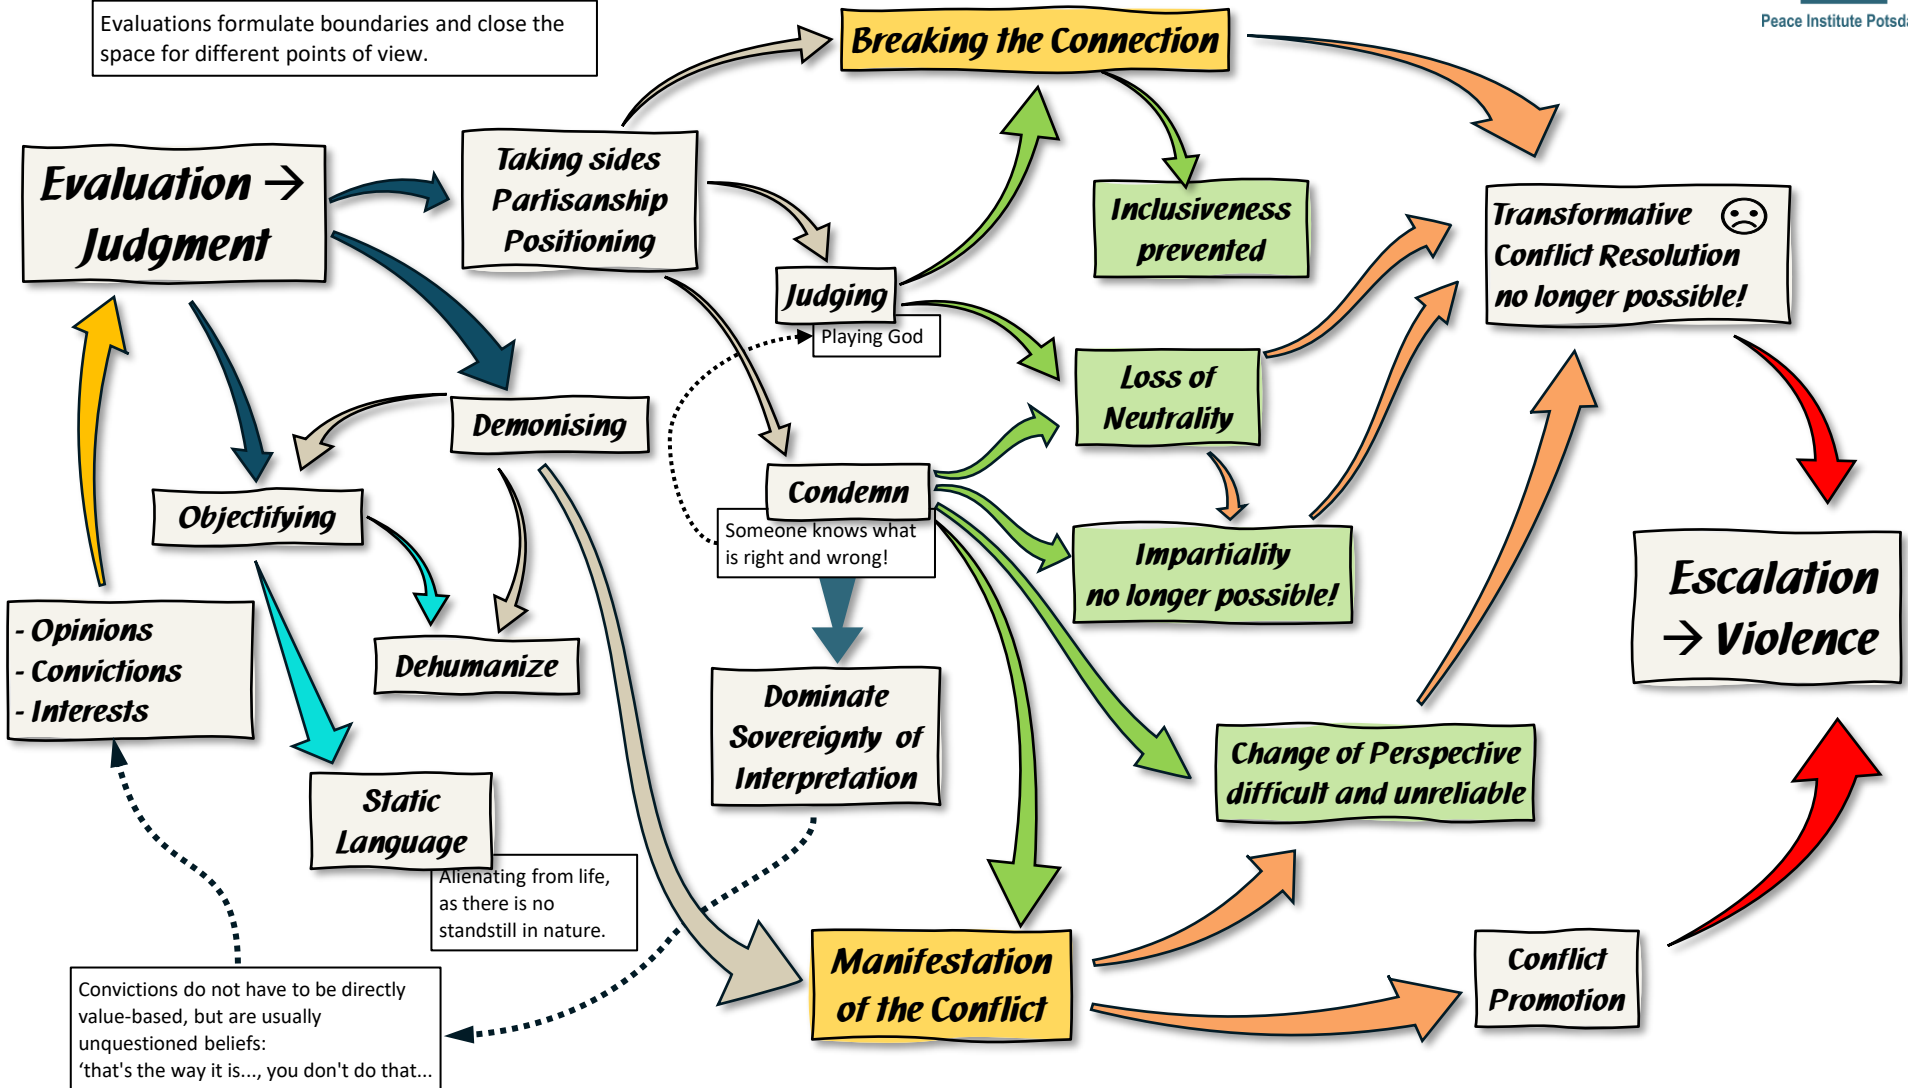 Evaluations formulate boundaries and close the
space for different points of view.
Breaking the Connection
Peace Institute
Evaluation →
Judgment
Taking sides
Partisanship
Positioning
Inclusiveness
prevented
Transformative
Conflict Resolution
no longer possible!
Judging
Playing God
Loss of
Neutrality
Demonising
Condemn
Someone knows what
is right and wrong!
Objectifying
Impartiality
no longer possible!
Escalation
→ Violence
- Opinions
- Convictions
- Interests
Dehumanize
Dominate
Sovereignty of
Interpretation
Change of Perspective
difficult and unreliable
Static
Language
Alienating from life,
as there is no
standstill in nature.
Manifestation
of the Conflict
Conflict
Promotion
Convictions do not have to be directly
value-based, but are usually
unquestioned beliefs:
‘that's the way it is..., you don't do that...